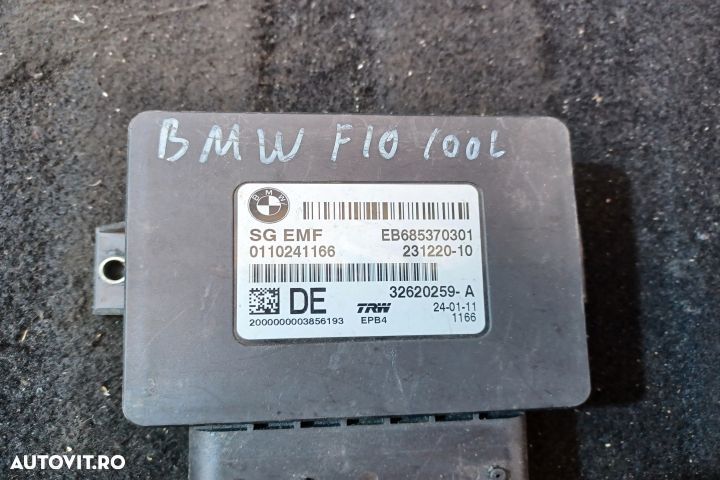 BMW F10 100L
BMW
SG EMF EB685370301
0110241166 231220-10
32620259- A
DE TRW 24-01-11
2000000003856193 EPB4 1166
AUTOVIT.RO